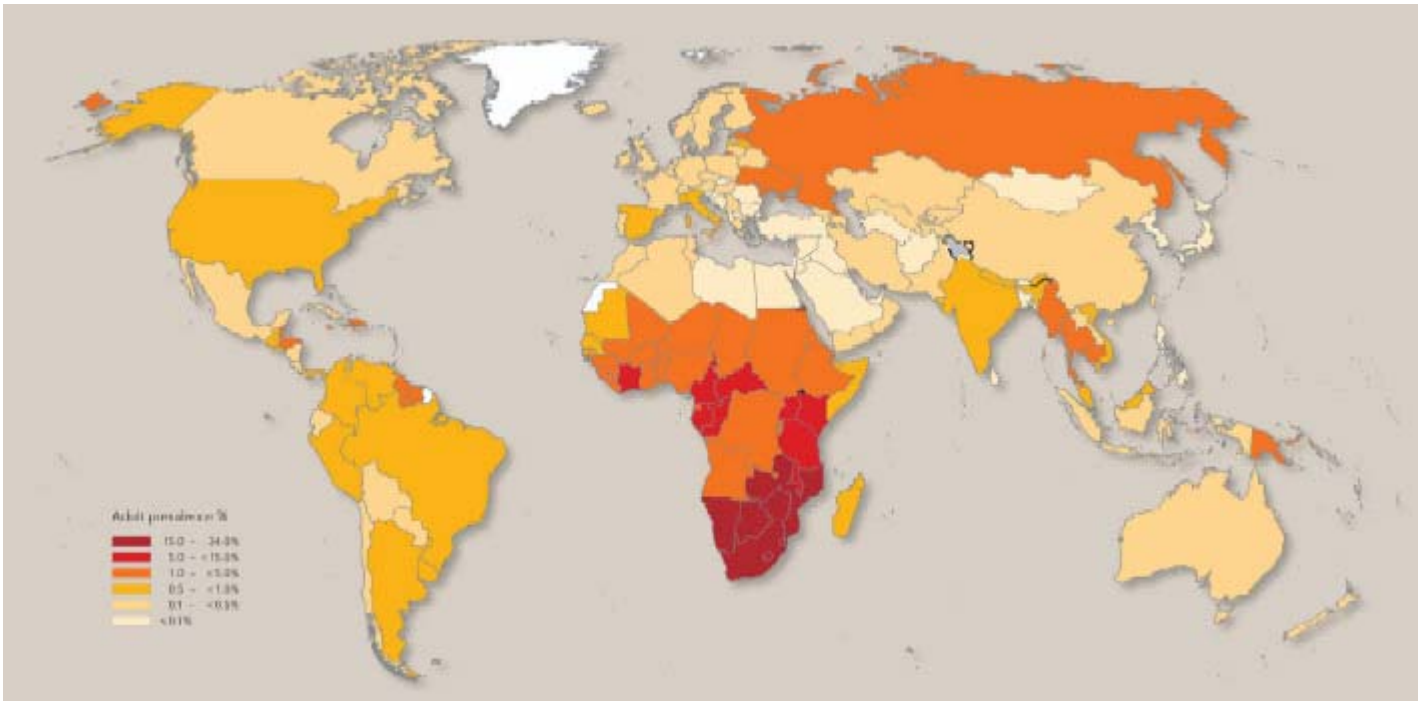 Adult prevalence %
15.0 – 34.0%
5.0 – <15.0%
1.0 – <5.0%
0.5 – <1.0%
0.1 – <0.5%
<0.1%